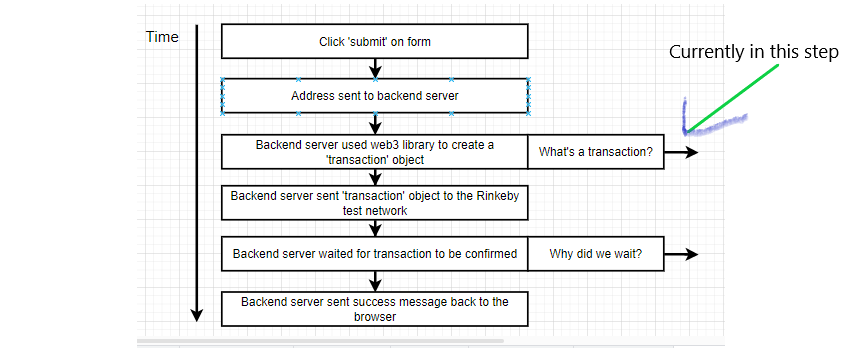 Time
Click 'submit' on form
Currently in this step
Address sent to backend server
Backend server used web3 library to create a
'transaction' object
What's a transaction?
Backend server sent 'transaction' object to the Rinkeby
test network
Backend server waited for transaction to be confirmed
Why did we wait?
Backend server sent success message back to the
browser